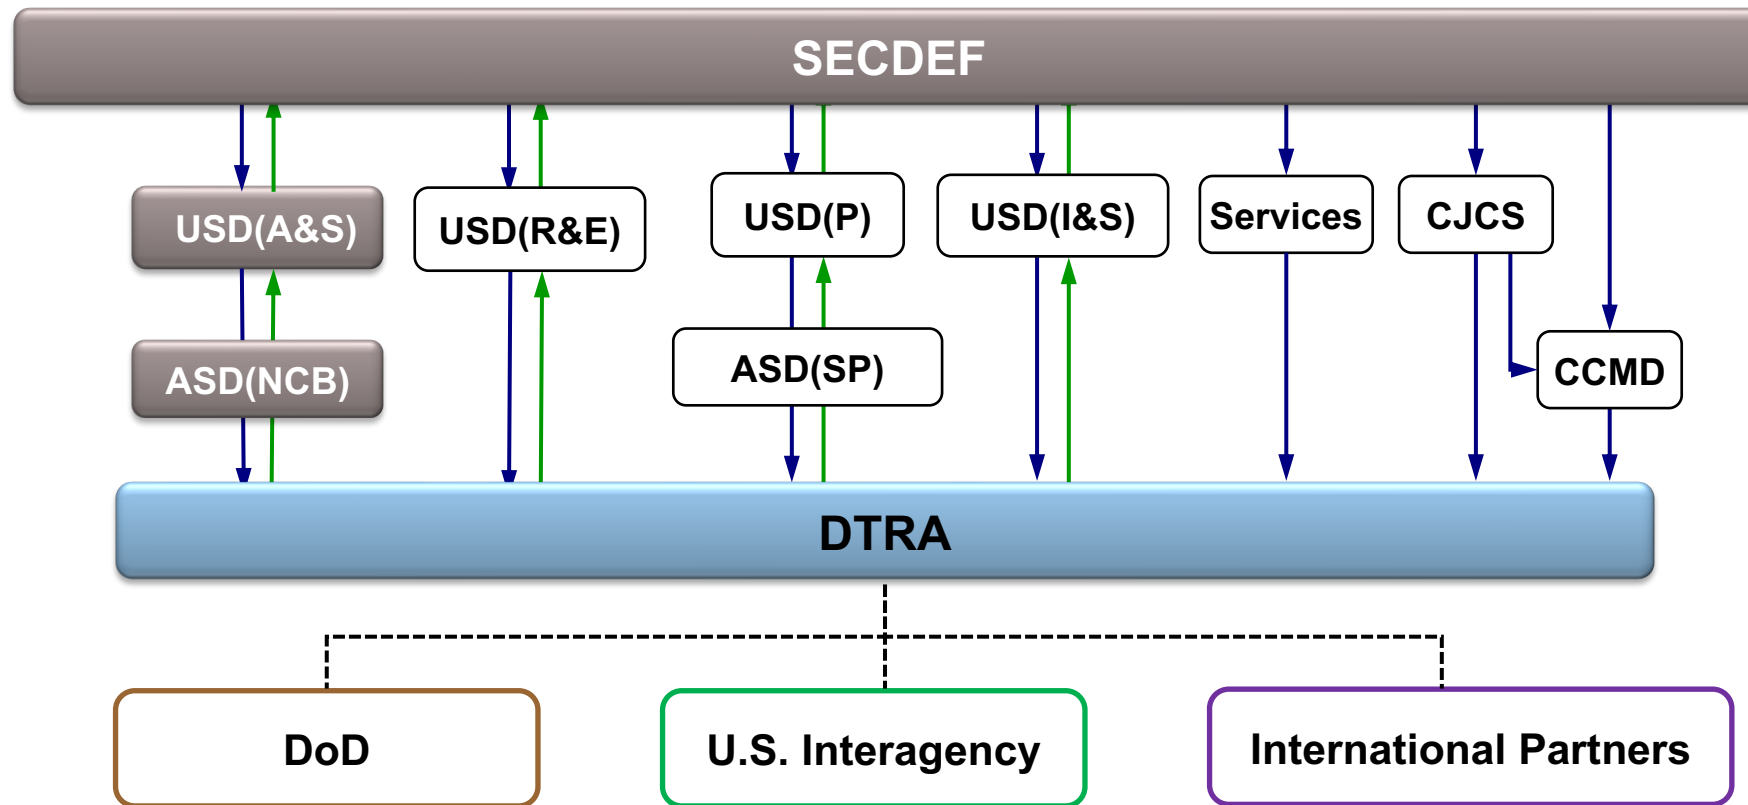 SECDEF
USD(A&S)
USD(R&E)
USD(P)
USD(I&S)
Services
CJCS
ASD(NCB)
ASD(SP)
CCMD
DTRA
DoD
U.S. Interagency
International Partners